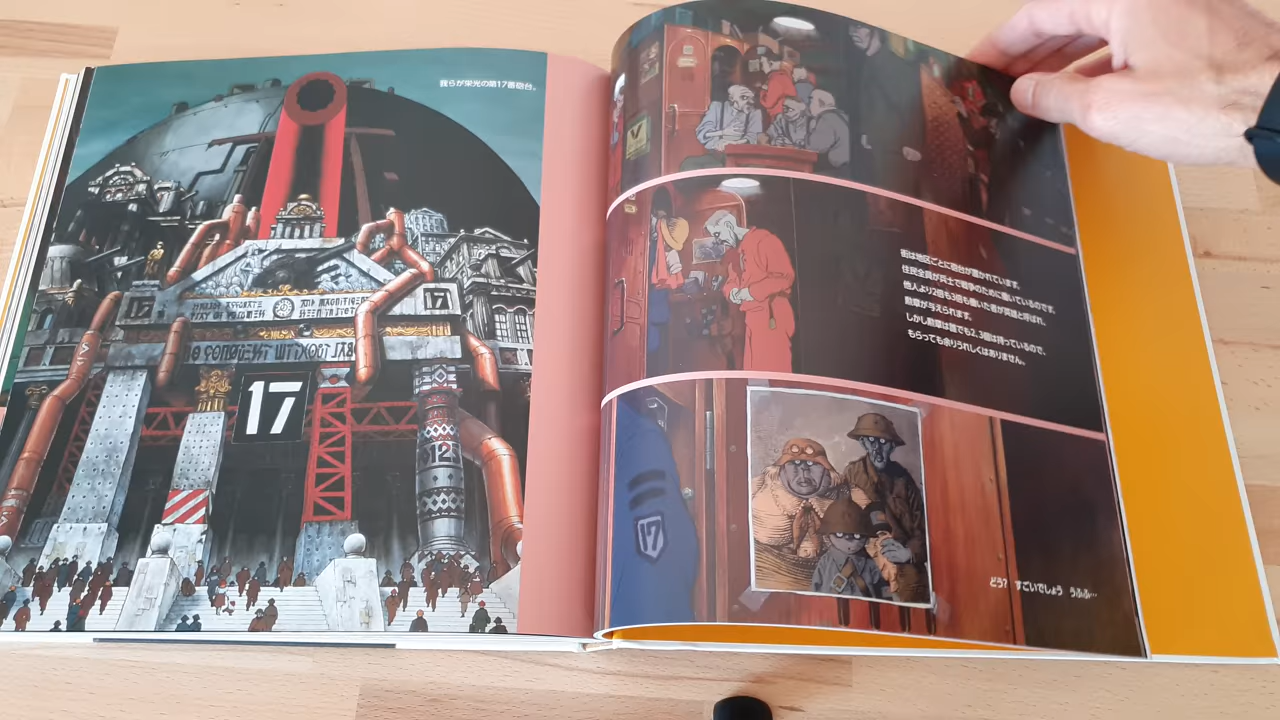 我らが栄光の第17番砲台。
17
17
17
012
街は地区ごとに砲台が置かれています。
住民全員が兵士で戦争のために働いているのです。
他人より2倍も3倍も働いた者が英雄と呼ばれ、
勲章が与えられます。
しかし勲章は誰でも2、3個は持っているので、
もらっても余りうれしくはありません。
17
どう? すごいでしょう うふふ…